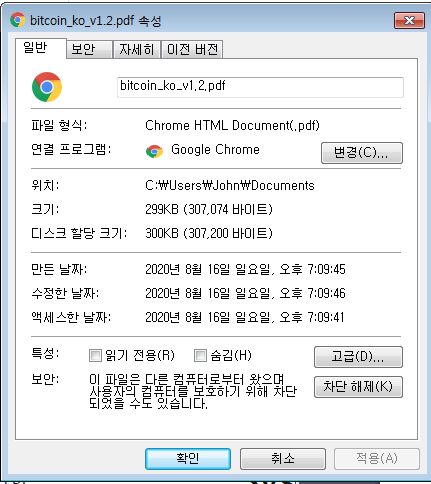 bitcoin_ko_v1.2.pdf 속성
일반 보안 자세히 이전 버전
bitcoin_ko_v1.2.pdf
파일 형식: Chrome HTML Document(.pdf)
연결 프로그램: Google Chrome 변경(C)...
위치: C:₩Users₩John₩Documents
크기: 299KB (307,074 바이트)
디스크 할당 크기: 300KB (307,200 바이트)
만든 날짜: 2020년 8월 16일 일요일, 오후 7:09:45
수정한 날짜: 2020년 8월 16일 일요일, 오후 7:09:46
액세스한 날짜: 2020년 8월 16일 일요일, 오후 7:09:41
특성: 읽기 전용(R) 숨김(H) 고급(D)...
보안: 이 파일은 다른 컴퓨터로부터 왔으며 차단 해제(K)
사용자의 컴퓨터를 보호하기 위해 차단
되었을 수도 있습니다.
확인 취소 적용(A)